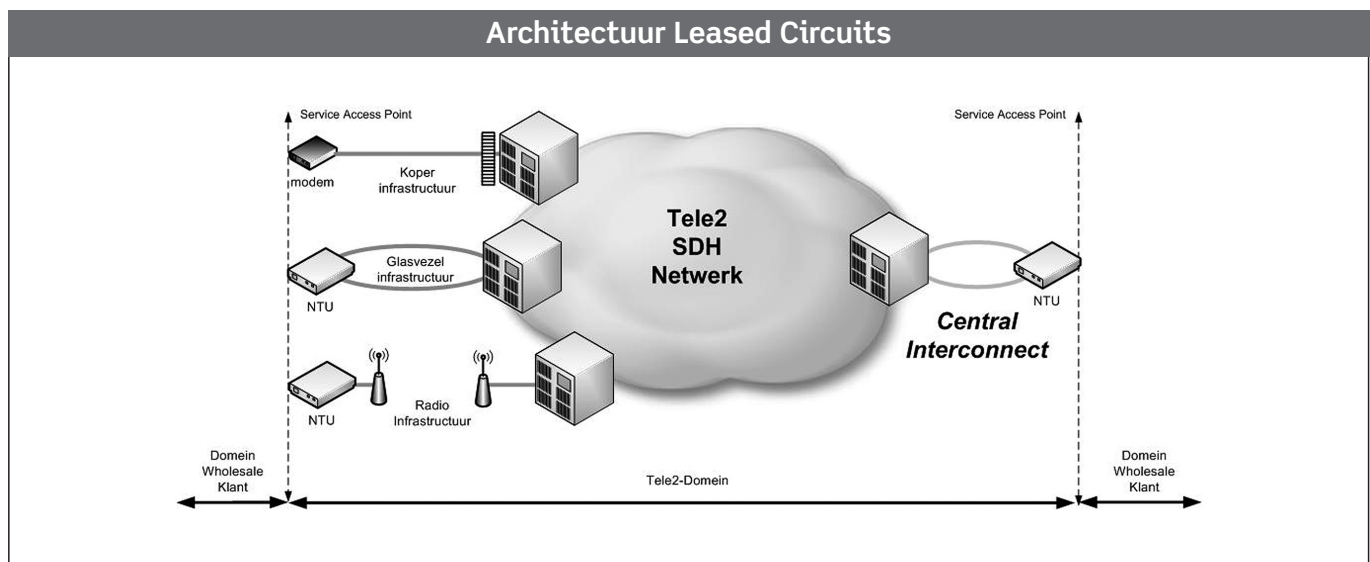 Architectuur Leased Circuits
Service Access Point
Service Access Point
modem
Koper
infrastructuur
Tele2
SDH
Netwerk
Glasvezel
infrastructuur
NTU
NTU
Central
Interconnect
Radio
Infrastructuur
NTU
Domein
Wholesale
Klant
Tele2-Domein
Domein
Wholesale
Klant